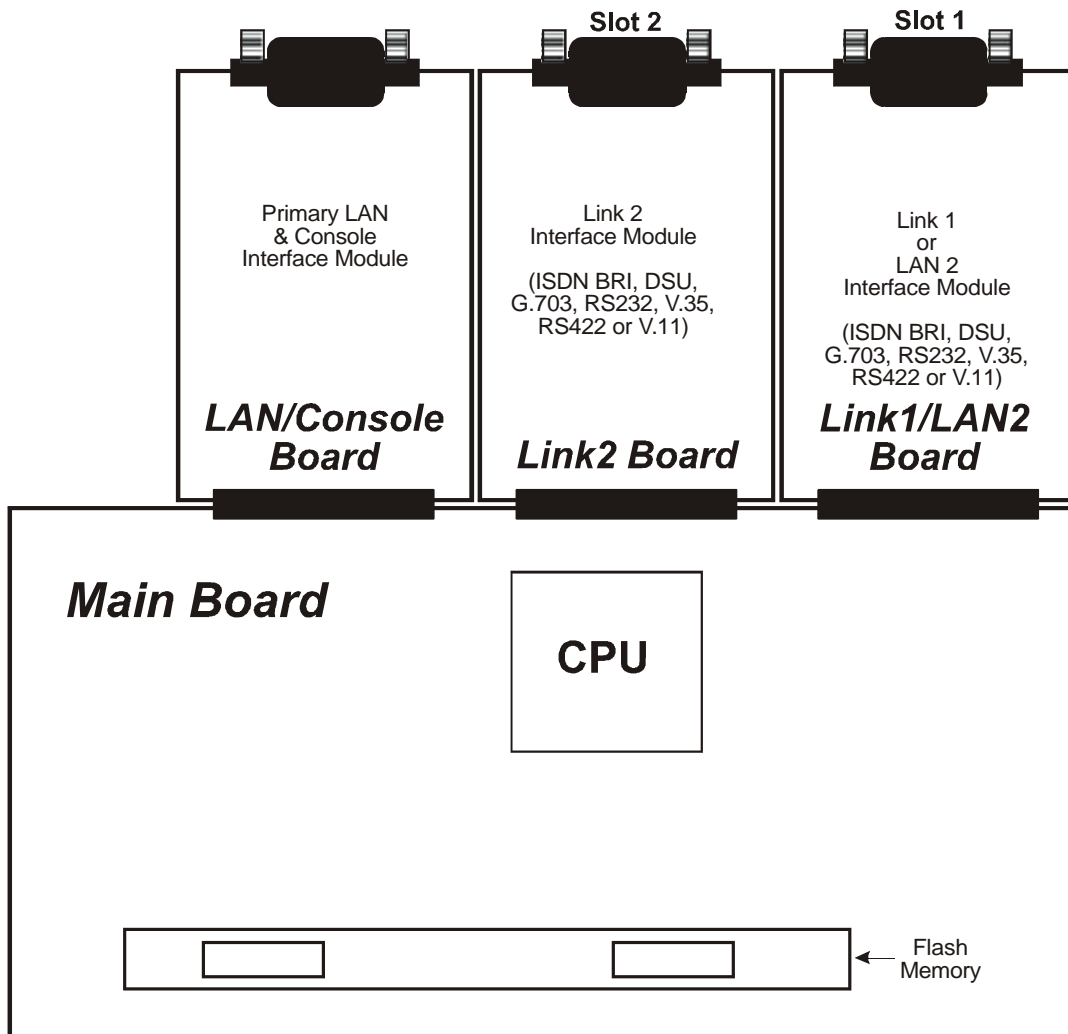 Slot 2
Slot 1
Primary LAN
& Console
Interface Module
LAN/Console
Board
Link 2
Interface Module
(ISDN BRI, DSU,
G.703, RS232, V.35,
RS422 or V.11)
Link2 Board
Link 1
or
LAN 2
Interface Module
(ISDN BRI, DSU,
G.703, RS232, V.35,
RS422 or V.11)
Link1/LAN2
Board
Main Board
CPU
Flash
Memory